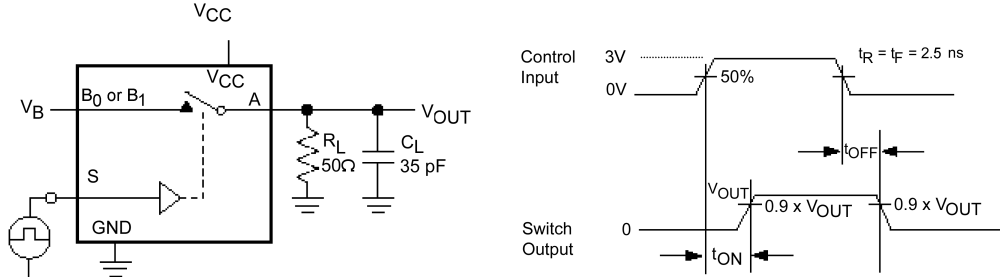 VCC
VCC
B0 or B1
A
VB
VOUT
RL
50Ω
CL
35 pF
S
GND
Control
Input
3V
0V
50%
tR = tF = 2.5 ns
tOFF
VOUT
0.9 x VOUT
0.9 x VOUT
Switch
Output
0
tON